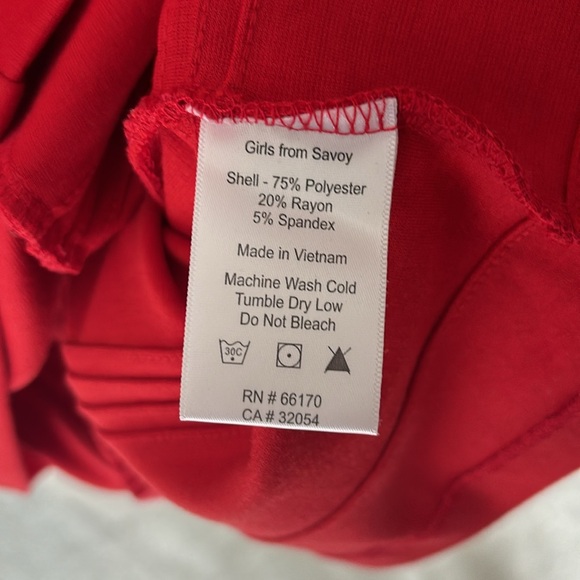 Girls from Savoy
Shell - 75% Polyester
20% Rayon
5% Spandex
Made in Vietnam
Machine Wash Cold
Tumble Dry Low
Do Not Bleach
30C
RN # 66170
CA # 32054